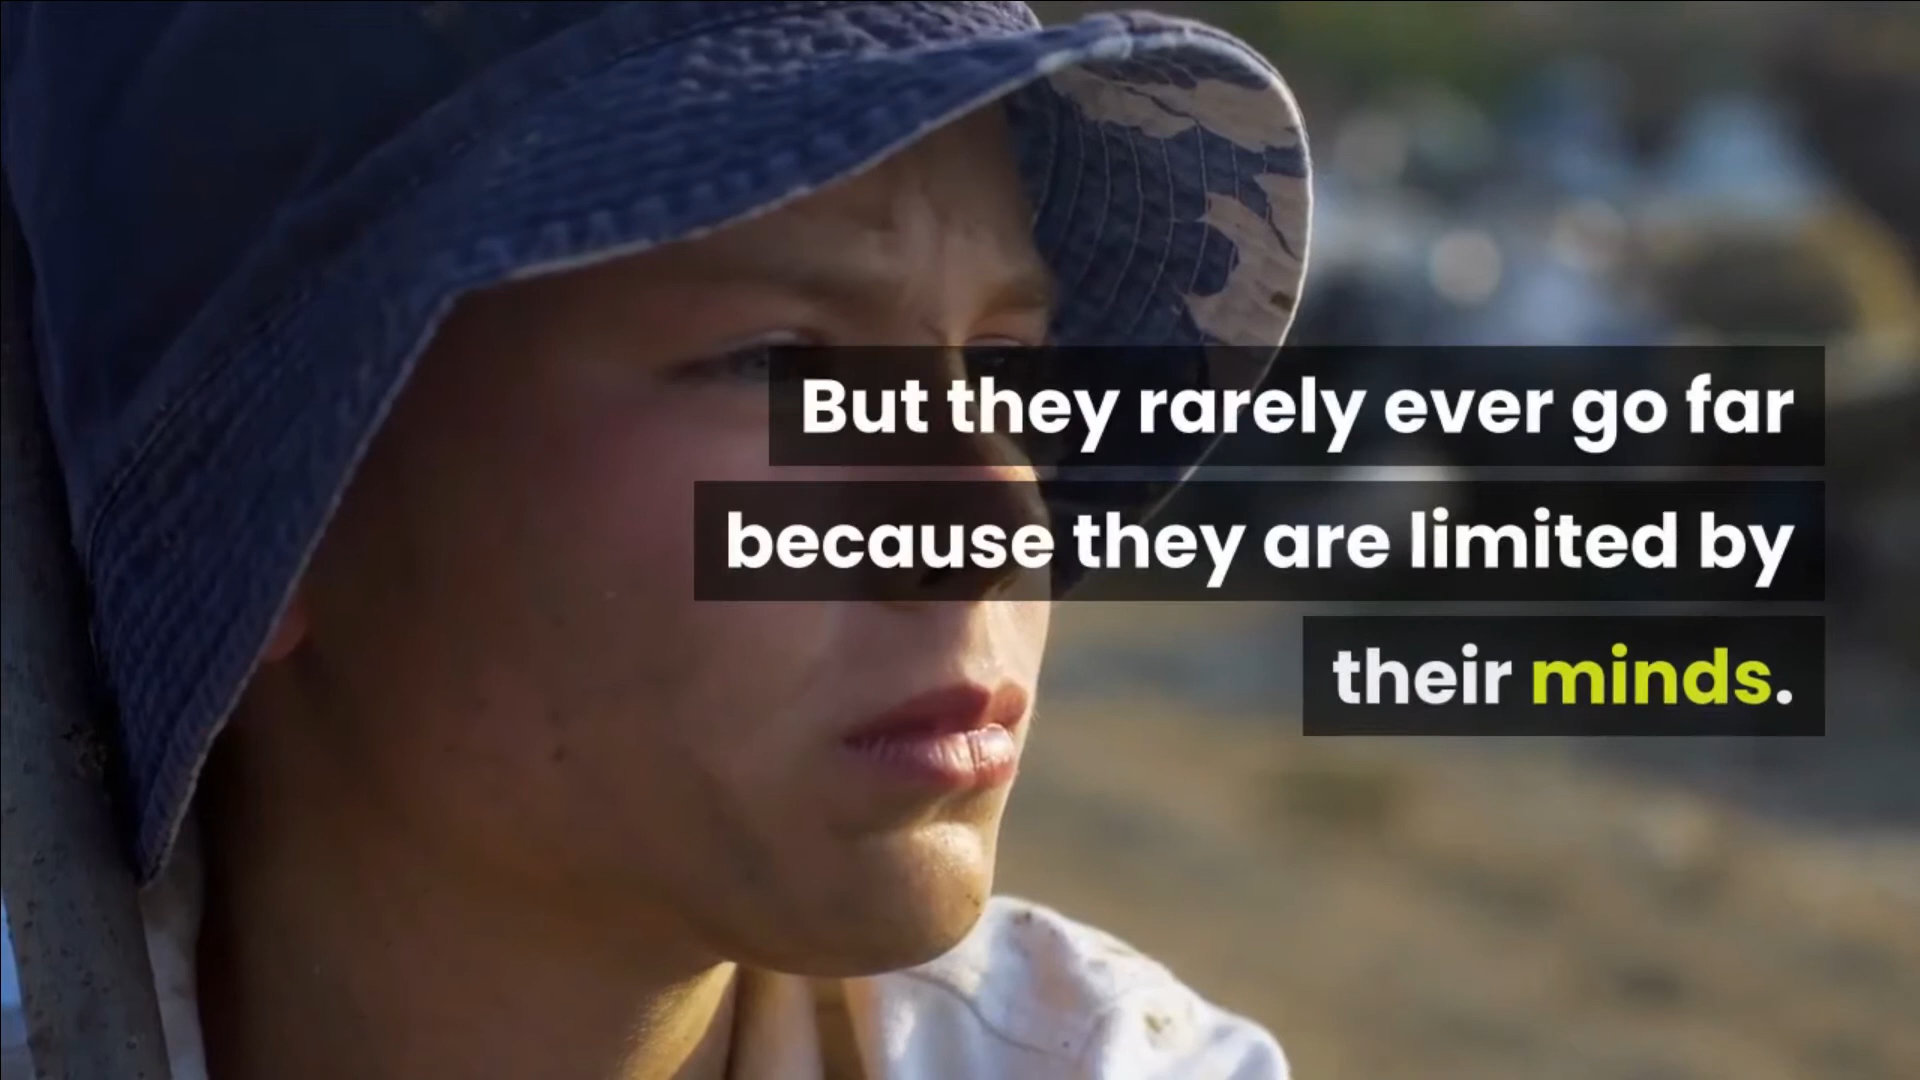 But they rarely ever go far
because they are limited by
their minds.